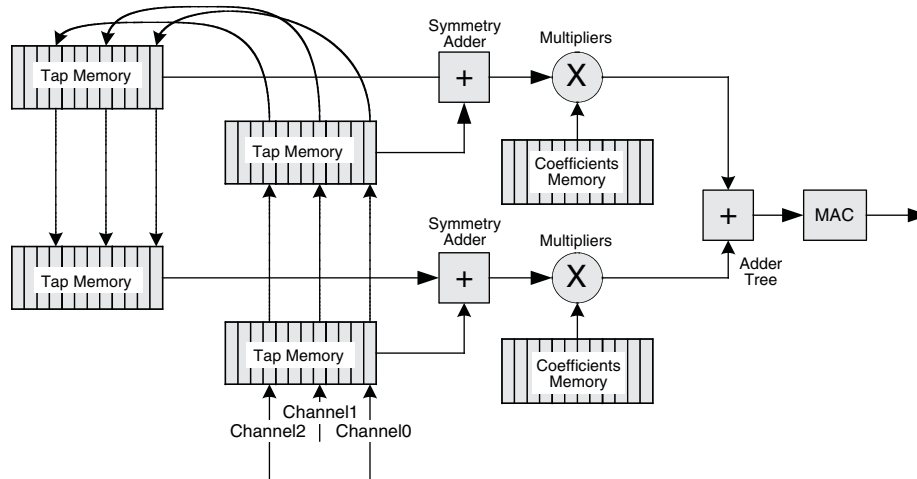 Symmetry
Adder
Multipliers
Tap Memory
+
X
Tap Memory
Coefficients
Memory
+
MAC
Symmetry
Adder
Multipliers
Tap Memory
+
X
Adder
Tree
Tap Memory
Coefficients
Memory
Channel1
Channel2
Channel0